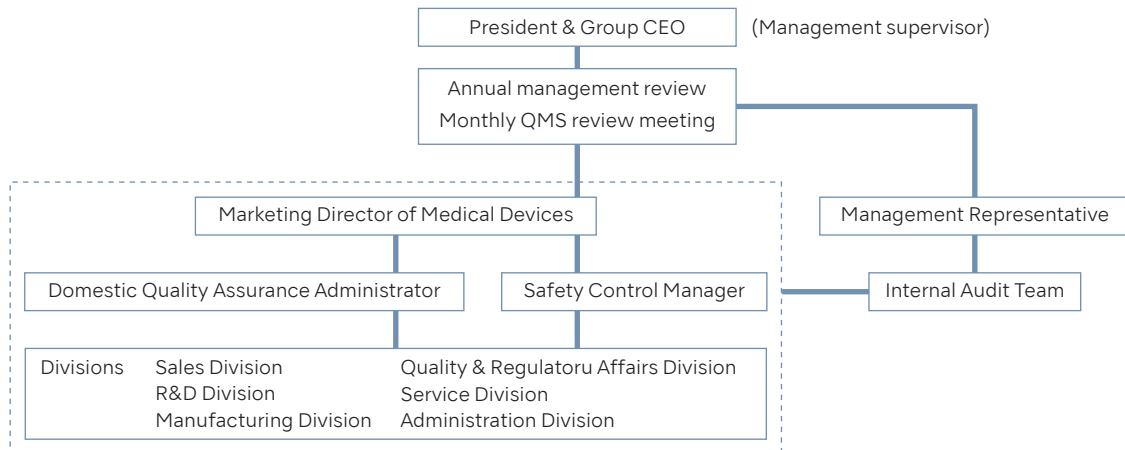 President & Group CEO (Management supervisor)
Annual management review
Monthly QMS review meeting
Marketing Director of Medical Devices
Management Representative
Domestic Quality Assurance Administrator
Safety Control Manager
Internal Audit Team
Divisions Sales Division Quality & Regulatoru Affairs Division
R&D Division Service Division
Manufacturing Division Administration Division